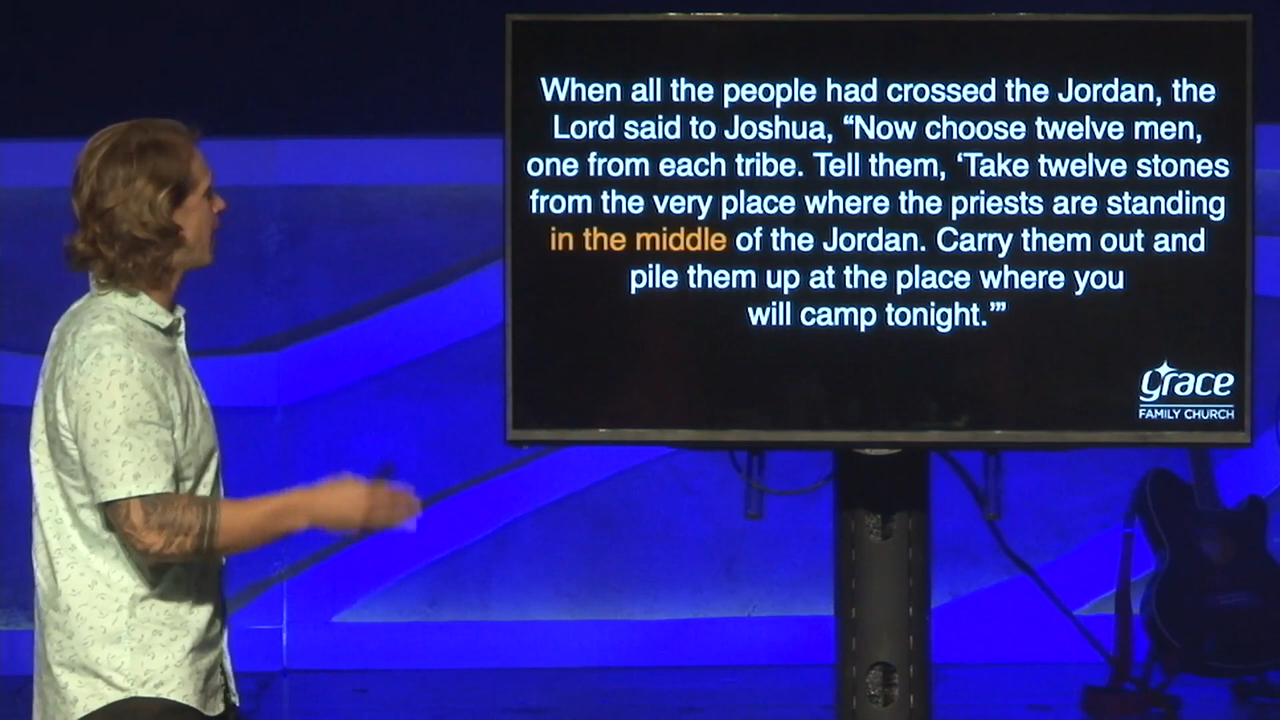 When all the people had crossed the Jordan, the
Lord said to Joshua, “Now choose twelve men,
one from each tribe. Tell them, ‘Take twelve stones
from the very place where the priests are standing
in the middle of the Jordan. Carry them out and
pile them up at the place where you
will camp tonight.’”
grace
FAMILY CHURCH